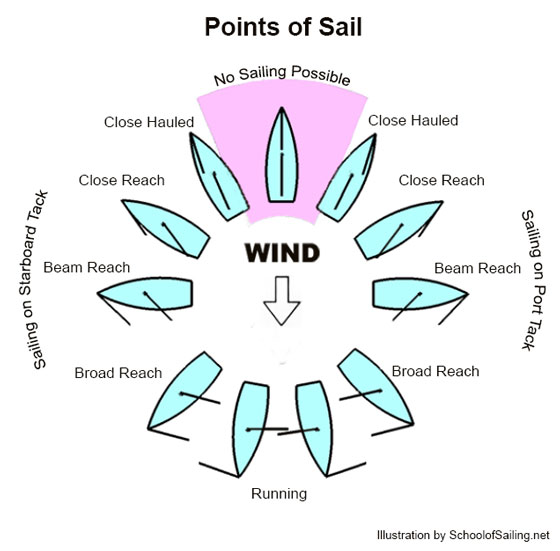 Points of Sail
No Sailing Possible
Close Hauled
Close Hauled
Close Reach
Close Reach
Sailing on Starboard Tack
Sailing on Port Tack
WIND
Beam Reach
Beam Reach
Broad Reach
Broad Reach
Running
Illustration by SchoolofSailing.net